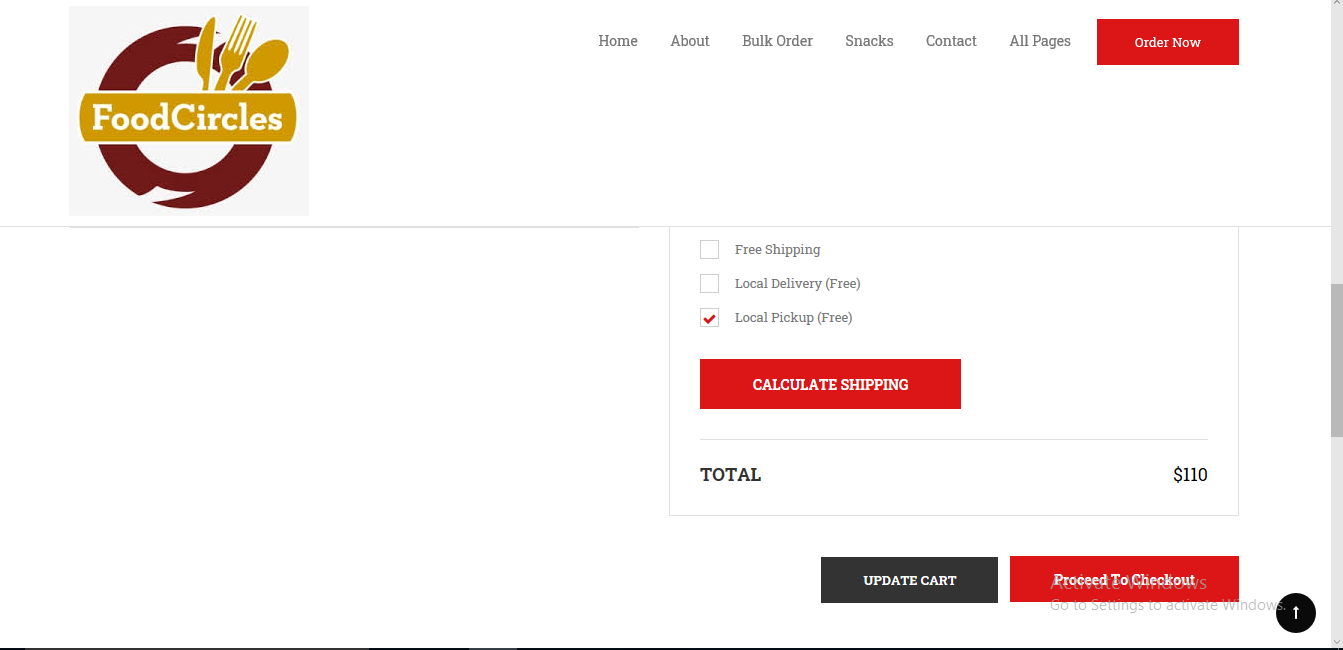 FoodCircles
Home About Bulk Order Snacks Contact All Pages Order Now
Free Shipping
Local Delivery (Free)
Local Pickup (Free)
CALCULATE SHIPPING
TOTAL $110
UPDATE CART Proceed To Checkout
Activate Windows
Go to Settings to activate Windows.